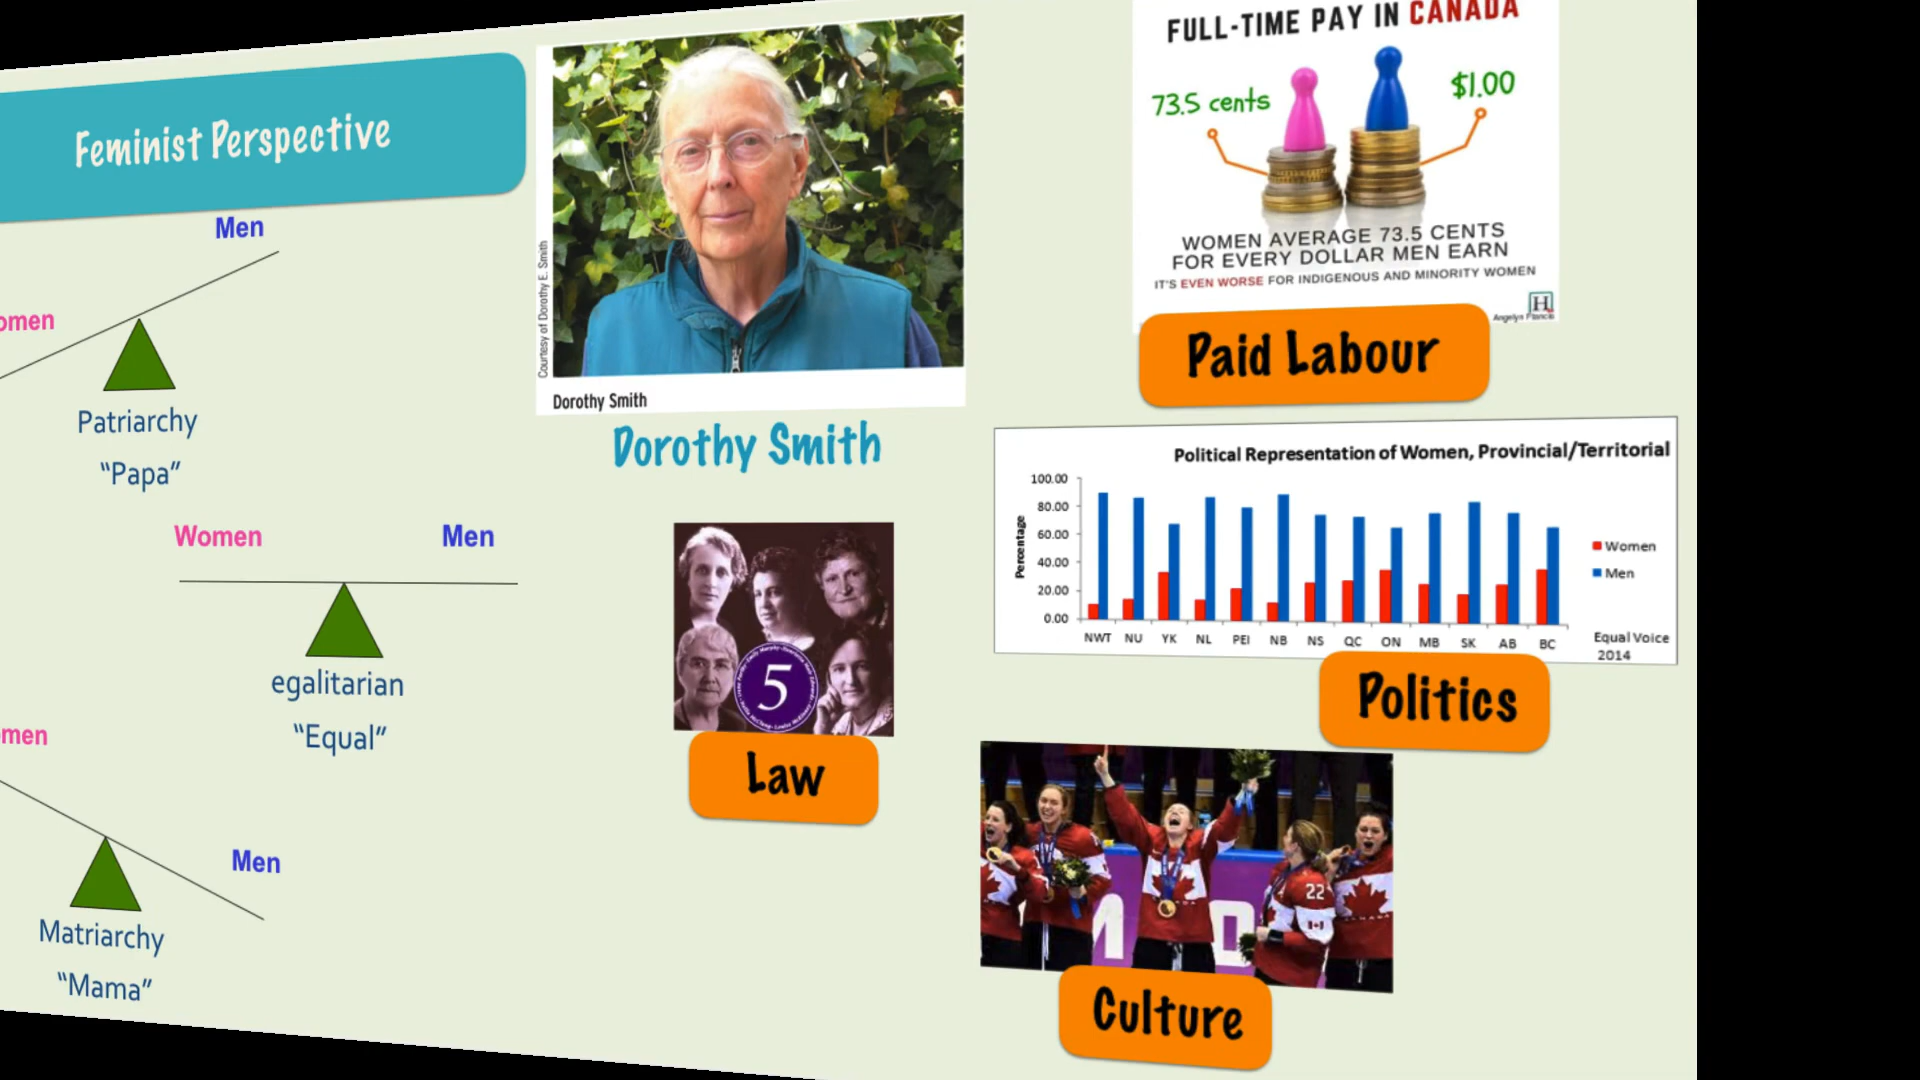 Feminist Perspective
Men
omen
Patriarchy
“Papa”
Women
Men
egalitarian
“Equal”
men
Men
Matriarchy
“Mama”
Courtesy of Dorothy E. Smith
Dorothy Smith
Dorothy Smith
5
Law
FULL-TIME PAY IN CANADA
73.5 cents
$1.00
WOMEN AVERAGE 73.5 CENTS
FOR EVERY DOLLAR MEN EARN
IT'S EVEN WORSE FOR INDIGENOUS AND MINORITY WOMEN
H
Paid Labour
Political Representation of Women, Provincial/Territorial
Percentage
100.00
80.00
60.00
40.00
20.00
0.00
NWT NU YK NL PEI NB NS QC ON MB SK AB BC
Women
Men
Equal Voice
2014
Politics
22
Culture